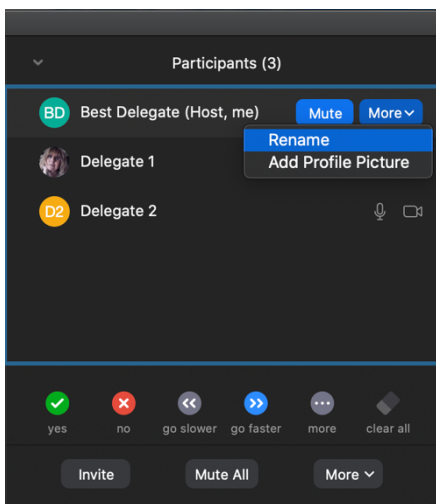 Participants (3)
BD Best Delegate (Host, me) Mute More
Rename
Add Profile Picture
Delegate 1
D2 Delegate 2
yes no go slower go faster more clear all
Invite Mute All More